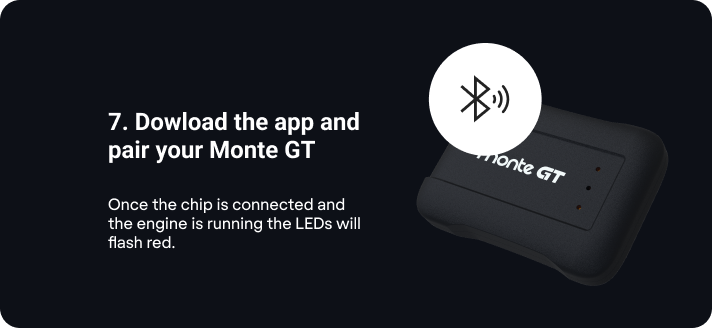 7. Dowload the app and
pair your Monte GT
Once the chip is connected and
the engine is running the LEDs will
flash red.
monte GT